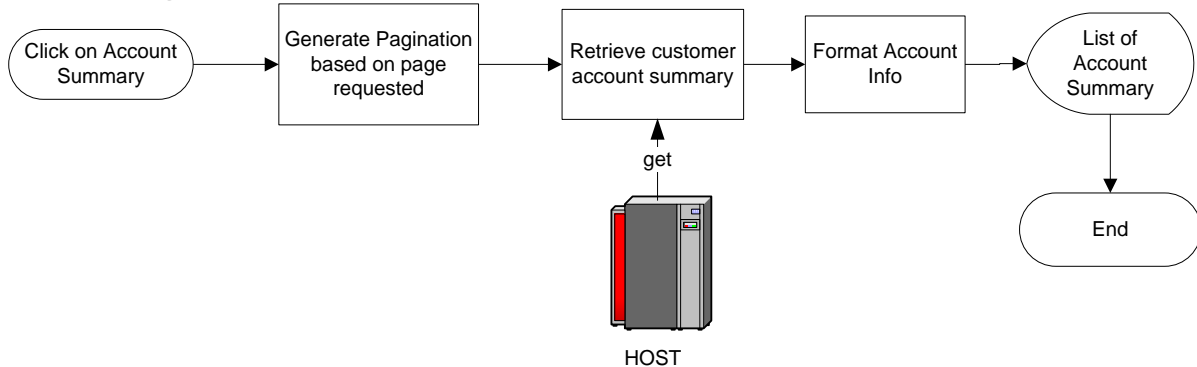 Click on Account
Summary
Generate Pagination
based on page
requested
Retrieve customer
account summary
Format Account
Info
List of
Account
Summary
get
End
HOST